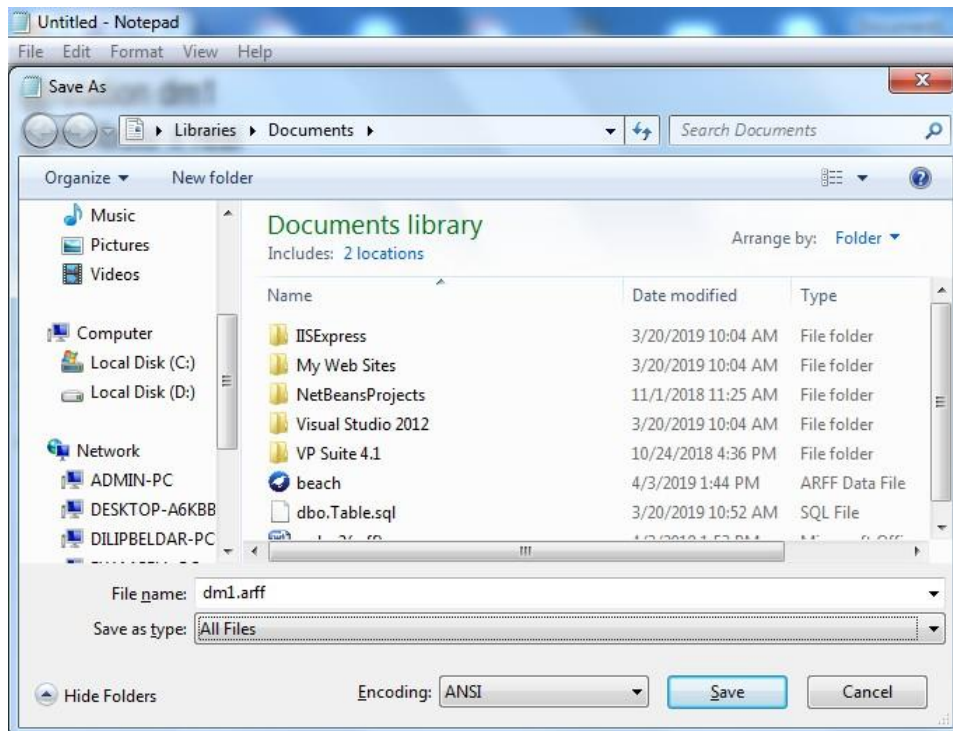 Untitled - Notepad
File Edit Format View Help
Save As
Libraries Documents
Search Documents
Organize New folder
Music
Pictures
Videos
Computer
Local Disk (C:)
Local Disk (D:)
Network
ADMIN-PC
DESKTOP-A6KBB
DILIPBELDAR-PC
Documents library
Includes: 2 locations
Arrange by: Folder
Name Date modified Type
IISExpress 3/20/2019 10:04 AM File folder
My Web Sites 3/20/2019 10:04 AM File folder
NetBeansProjects 11/1/2018 11:25 AM File folder
Visual Studio 2012 3/20/2019 10:04 AM File folder
VP Suite 4.1 10/24/2018 4:36 PM File folder
beach 4/3/2019 1:44 PM ARFF Data File
dbo.Table.sql 3/20/2019 10:52 AM SQL File
File name: dm1.arff
Save as type: All Files
Hide Folders
Encoding: ANSI
Save
Cancel